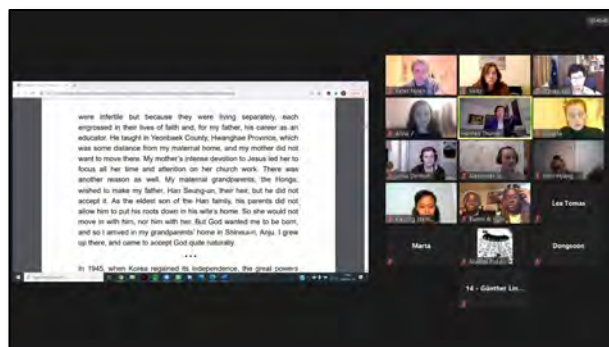 were infertile but because they were living separately, each
engrossed in their lives of faith and, for my father, his career as an
educator. He taught in Yeonbaek County, Hwanghae Province, which
was some distance from my maternal home, and my mother did not
want to move there. My mother's intense devotion to Jesus led her to
focus all her time and attention on her church work. There was
another reason as well. My maternal grandparents, the Hongs,
wished to make my father, Han Seung-un, their heir, but he did not
accept it. As the eldest son of the Han family, his parents did not
allow him to put his roots down in his wife's home. So she would not
move in with him, nor him with her. But God wanted me to be born,
and so I arrived in my grandparents' home in Shineui-ri, Anju. I grew
up there, and came to accept God quite naturally.
****
In 1945, when Korea regained its independence, the great powers
Lea Tomas
Marta
Dongsoon
14 - Günther Lin...